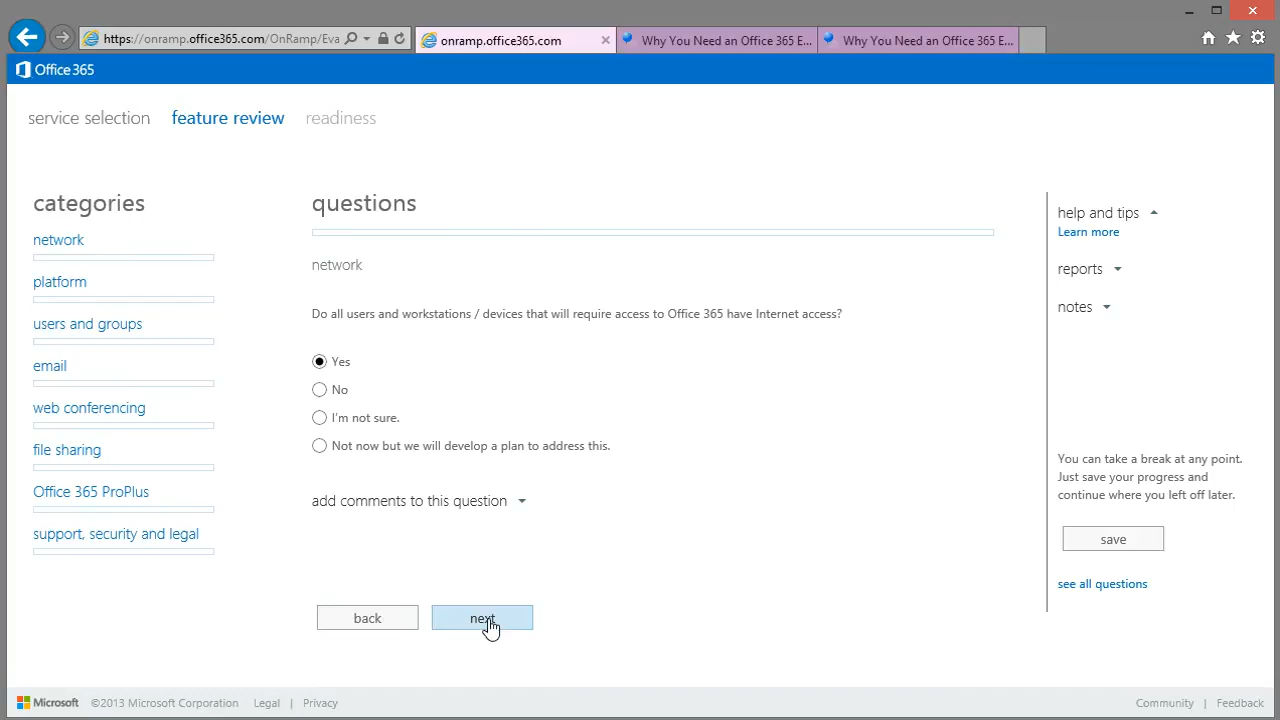 https://onramp.office365.com/OnRamp/Eva
onramp.office365.com
Why You Need an Office 365 E...
Why You Need an Office 365 E...
Office 365
service selection
feature review
readiness
categories
network
platform
users and groups
email
web conferencing
file sharing
Office 365 ProPlus
support, security and legal
questions
network
Do all users and workstations / devices that will require access to Office 365 have Internet access?
Yes
No
I'm not sure.
Not now but we will develop a plan to address this.
add comments to this question
back
next
help and tips
Learn more
reports
notes
You can take a break at any point.
Just save your progress and
continue where you left off later.
save
see all questions
Microsoft
©2013 Microsoft Corporation
Legal
|
Privacy
Community
|
Feedback